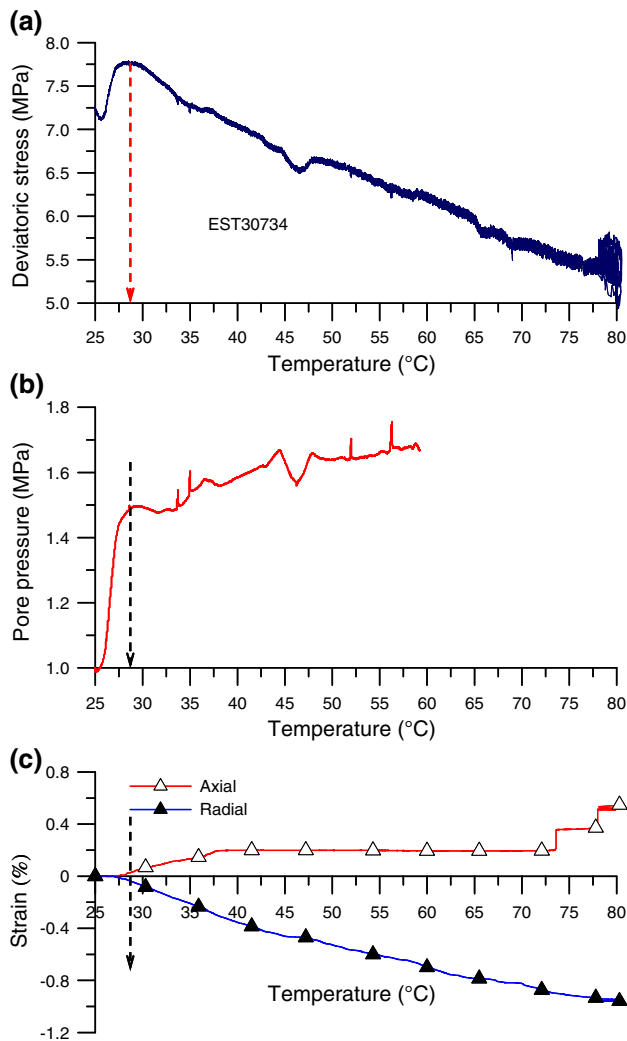 (a)
8.0
7.5
7.0
6.5
6.0
5.5
5.0
Deviatoric stress (MPa)
EST30734
25 30 35 40 45 50 55 60 65 70 75 80
Temperature (°C)
(b)
1.8
1.6
1.4
1.2
1.0
Pore pressure (MPa)
25 30 35 40 45 50 55 60 65 70 75 80
Temperature (°C)
(c)
0.8
0.4
0
-0.4
-0.8
-1.2
Strain (%)
Axial
Radial
25 30 35 40 45 50 55 60 65 70 75 80
Temperature (°C)